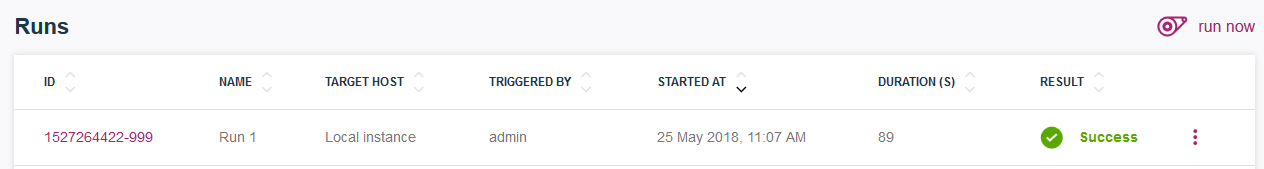 Runs run now
ID NAME TARGET HOST TRIGGERED BY STARTED AT DURATION (S) RESULT
1527264422-999 Run 1 Local instance admin 25 May 2018, 11:07 AM 89 Success